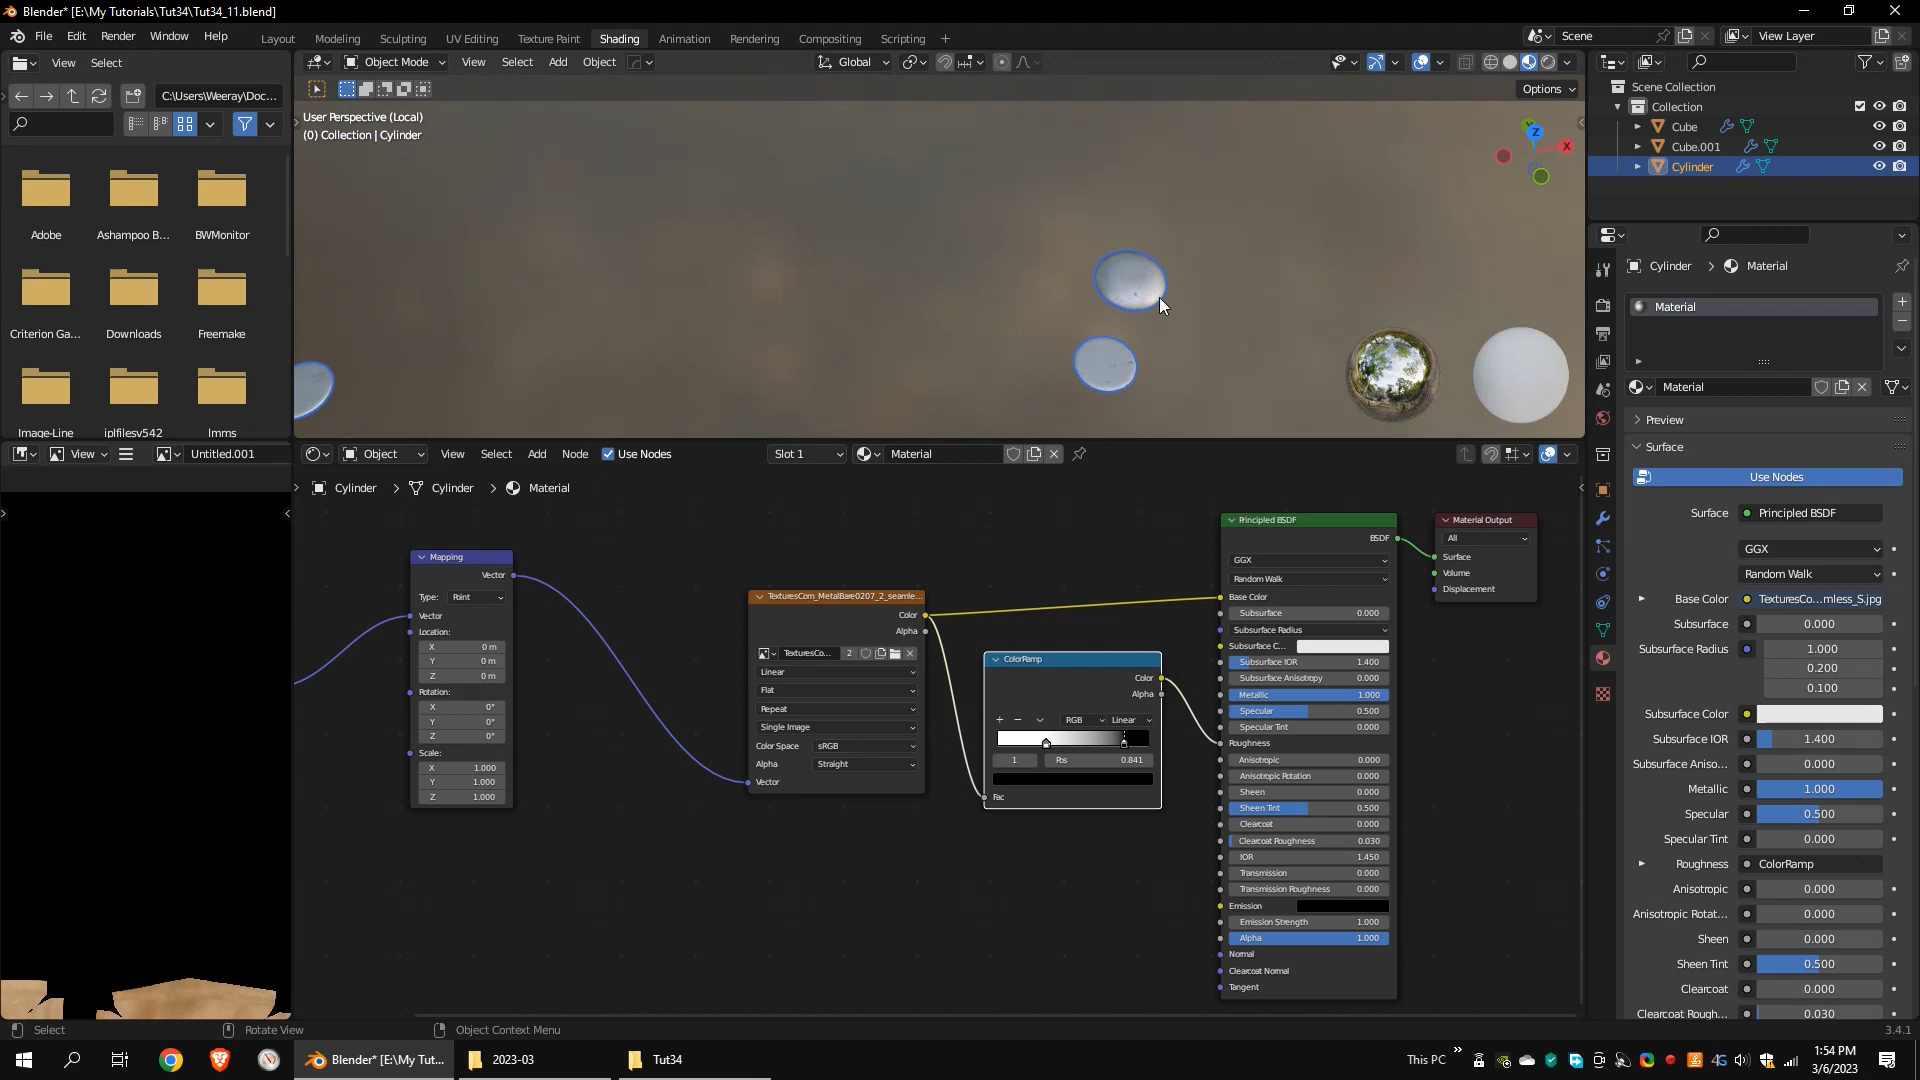 Blender* [E:\My Tutorials\Tut34\Tut34_11.blend]
File Edit Render Window Help
Layout Modeling Sculpting UV Editing Texture Paint Shading Animation Rendering Compositing Scripting +
Scene
View Layer
View Select
Object Mode View Select Add Object
Global
C:\Users\Weeray\Doc...
Options
User Perspective (Local)
(0) Collection | Cylinder
Z
X
Scene Collection
Collection
Cube
Cube.001
Cylinder
Adobe Ashampoo B... BWMonitor
Criterion Ga... Downloads Freemake
Image-Line iplfilesv542 lmms
Cylinder > Material
Material
Material
Preview
Surface
Use Nodes
Surface Principled BSDF
GGX
Random Walk
Base Color TexturesCo...mless_S.jpg
Subsurface 0.000
Subsurface Radius 1.000
0.200
0.100
Subsurface Color
Subsurface IOR 1.400
Subsurface Aniso... 0.000
Metallic 1.000
Specular 0.500
Specular Tint 0.000
Roughness ColorRamp
Anisotropic 0.000
Anisotropic Rotat... 0.000
Sheen 0.000
Sheen Tint 0.500
Clearcoat 0.000
Clearcoat Rough... 0.030
View Untitled.001
Object View Select Add Node Use Nodes Slot 1 Material
Cylinder > Cylinder > Material
Mapping
Vector
Type: Point
Vector
Location:
X 0 m
Y 0 m
Z 0 m
Rotation:
X 0°
Y 0°
Z 0°
Scale:
X 1.000
Y 1.000
Z 1.000
TexturesCom_MetalBare0207_2_seamle...
Color
Alpha
TexturesCo... 2
Linear
Flat
Repeat
Single Image
Color Space sRGB
Alpha Straight
Vector
ColorRamp
Color
Alpha
+ − RGB Linear
1 Pos 0.841
Fac
Principled BSDF
BSDF
GGX
Random Walk
Base Color
Subsurface 0.000
Subsurface Radius
Subsurface C...
Subsurface IOR 1.400
Subsurface Anisotropy 0.000
Metallic 1.000
Specular 0.500
Specular Tint 0.000
Roughness
Anisotropic 0.000
Anisotropic Rotation 0.000
Sheen 0.000
Sheen Tint 0.500
Clearcoat 0.000
Clearcoat Roughness 0.030
IOR 1.450
Transmission 0.000
Transmission Roughness 0.000
Emission
Emission Strength 1.000
Alpha 1.000
Normal
Clearcoat Normal
Tangent
Material Output
All
Surface
Volume
Displacement
Select Rotate View Object Context Menu 3.4.1
Blender* [E:\My Tut... 2023-03 Tut34 This PC » 4G 1:54 PM
3/6/2023